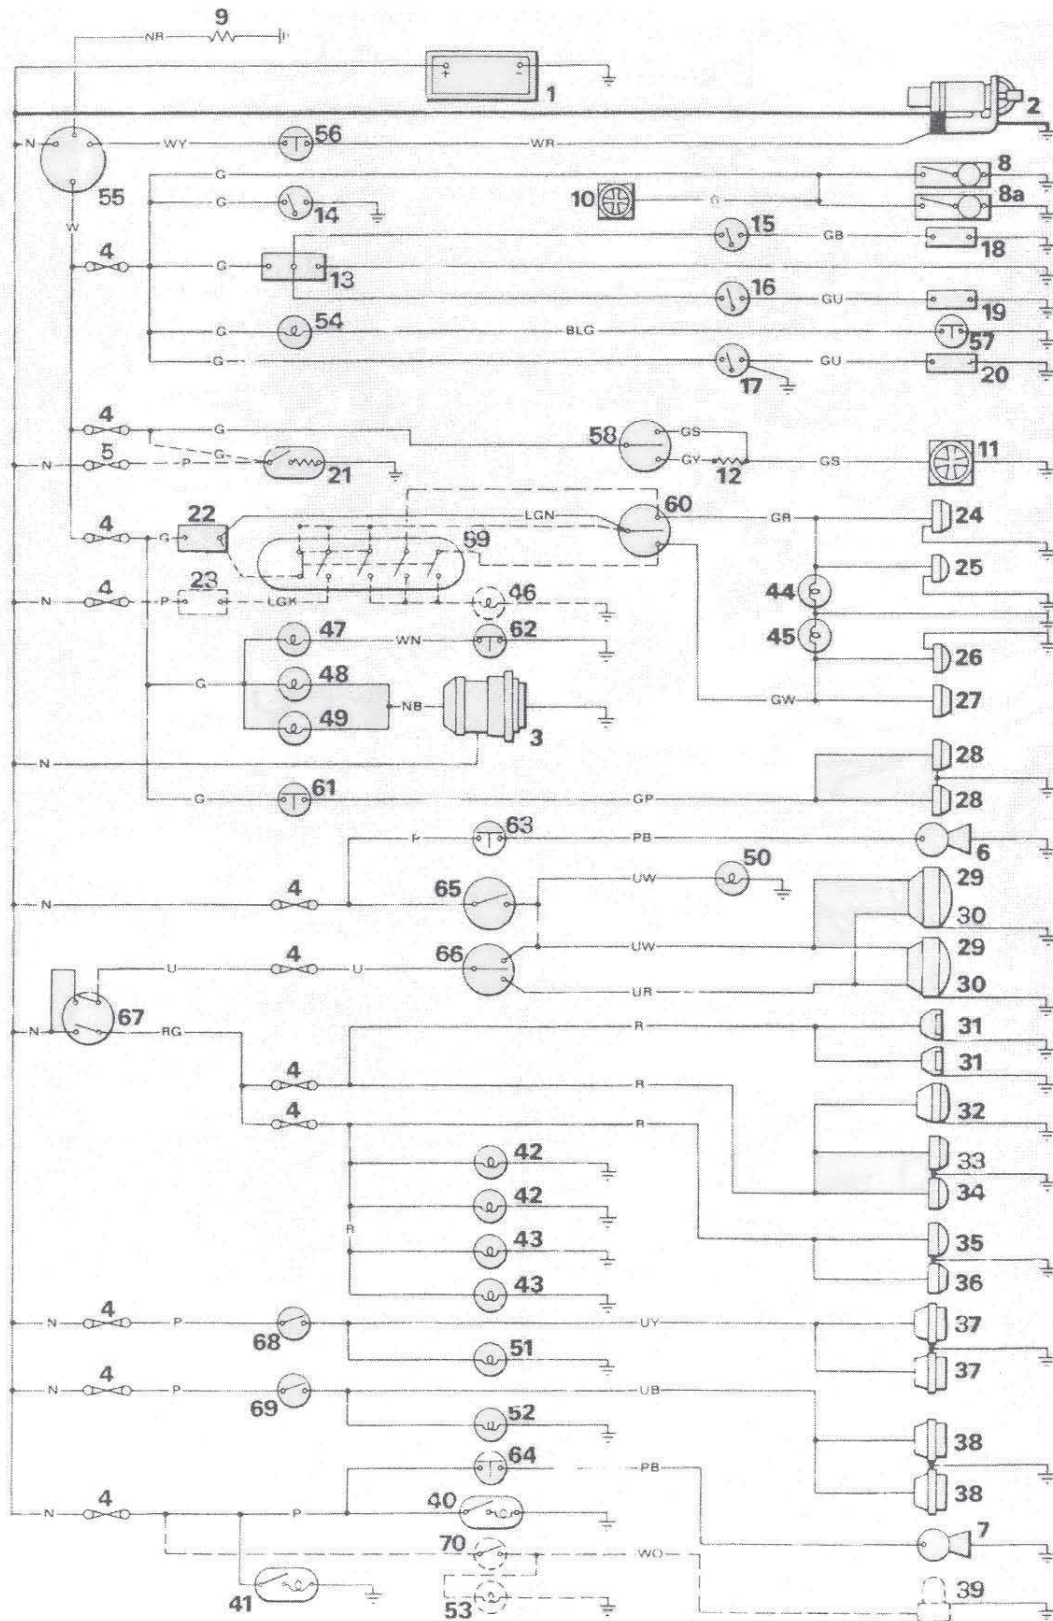 9
NR
+ -
1
2
N
WY
56
WR
55
G
8
10
G
8a
G
14
W
15
GB
18
4
G
13
16
GU
19
G
54
BLG
57
G
17
GU
20
4
G
58
GS
N
5
P
G
21
GY
12
GS
11
22
LGN
60
GR
24
4
G
59
25
23
N
4
P
LGK
46
44
47
WN
62
45
26
G
48
NB
3
GW
27
49
N
28
G
61
GP
28
P
63
PB
6
50
UW
29
N
4
65
30
U
4
U
66
UW
29
UR
30
67
N
RG
R
31
4
31
R
32
4
R
42
33
34
42
R
43
35
43
36
N
4
P
68
UY
37
51
37
N
4
P
69
UB
52
38
64
PB
38
N
4
P
40
7
70
WO
41
53
39